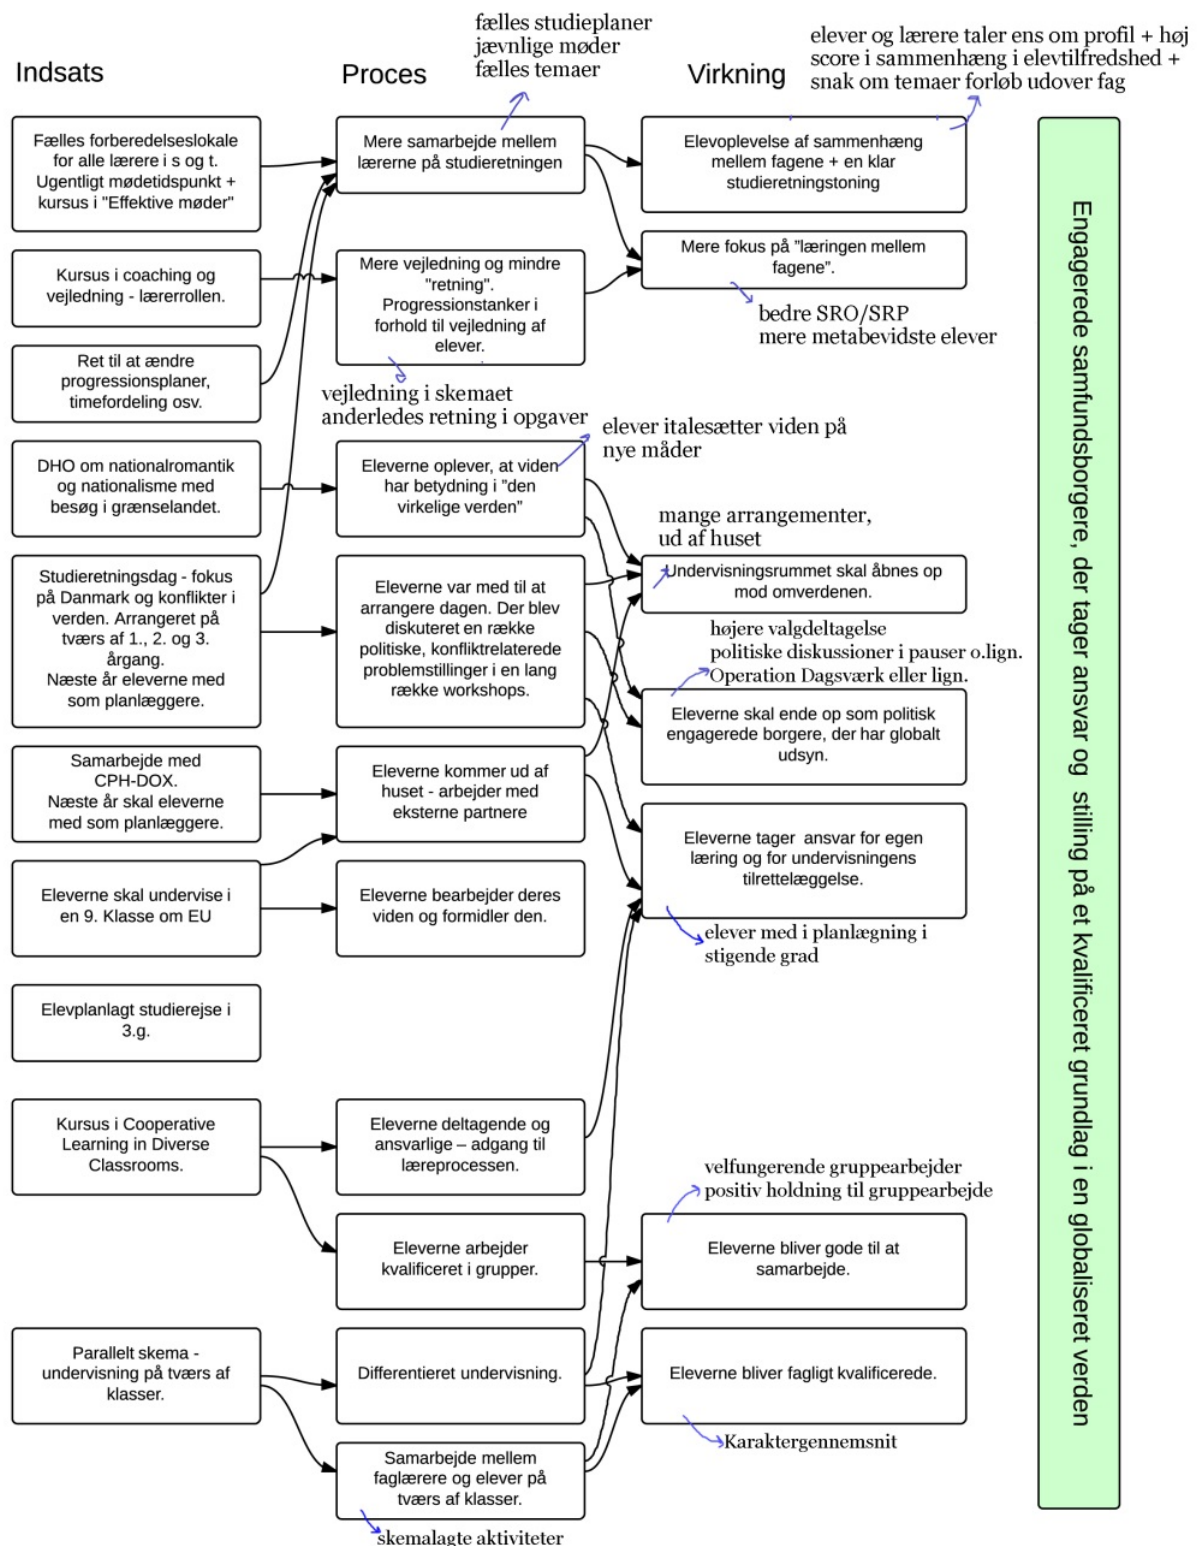 Indsats
Proces
Virkning
fælles studieplaner
jævnlige møder
fælles temaer
elever og lærere taler ens om profil + høj
score i sammenhæng i elevtilfredshed +
snak om temaer forløb udover fag
Fælles forberedelseslokale
for alle lærere i s og t.
Ugentligt mødetidspunkt +
kursus i "Effektive møder"
Mere samarbejde mellem
lærerne på studieretningen
Elevoplevelse af sammenhæng
mellem fagene + en klar
studieretningstoning
Mere fokus på "læringen mellem
fagene".
bedre SRO/SRP
mere metabevidste elever
Kursus i coaching og
vejledning - lærerrollen.
Mere vejledning og mindre
"retning".
Progressionstanker i
forhold til vejledning af
elever.
vejledning i skemaet
anderledes retning i opgaver
Ret til at ændre
progressionsplaner,
timefordeling osv.
DHO om nationalromantik
og nationalisme med
besøg i grænselandet.
Eleverne oplever, at viden
har betydning i "den
virkelige verden"
elever italesætter viden på
nye måder
mange arrangementer,
ud af huset
Undervisningsrummet skal åbnes op
mod omverdenen.
Studieretningsdag - fokus
på Danmark og konflikter i
verden. Arrangeret på
tværs af 1., 2. og 3.
årgang.
Næste år eleverne med
som planlæggere.
Eleverne var med til at
arrangere dagen. Der blev
diskuteret en række
politiske, konfliktrelaterede
problemstillinger i en lang
række workshops.
højere valgdeltagelse
politiske diskussioner i pauser o.lign.
Operation Dagsværk eller lign.
Eleverne skal ende op som politisk
engagerede borgere, der har globalt
udsyn.
Samarbejde med
CPH-DOX.
Næste år skal eleverne
med som planlæggere.
Eleverne kommer ud af
huset - arbejder med
eksterne partnere
Eleverne tager ansvar for egen
læring og for undervisningens
tilrettelæggelse.
elever med i planlægning i
stigende grad
Eleverne skal undervise i
en 9. Klasse om EU
Eleverne bearbejder deres
viden og formidler den.
Elevplanlagt studierejse i
3.g.
Kursus i Cooperative
Learning in Diverse
Classrooms.
Eleverne deltagende og
ansvarlige – adgang til
læreprocessen.
Eleverne arbejder
kvalificeret i grupper.
velfungerende gruppearbejder
positiv holdning til gruppearbejde
Eleverne bliver gode til at
samarbejde.
Parallelt skema -
undervisning på tværs af
klasser.
Differentieret undervisning.
Eleverne bliver fagligt kvalificerede.
Karaktergennemsnit
Samarbejde mellem
faglærere og elever på
tværs af klasser.
skemalagte aktiviteter
Engagerede samfundsborgere, der tager ansvar og stilling på et kvalificeret grundlag i en globaliseret verden